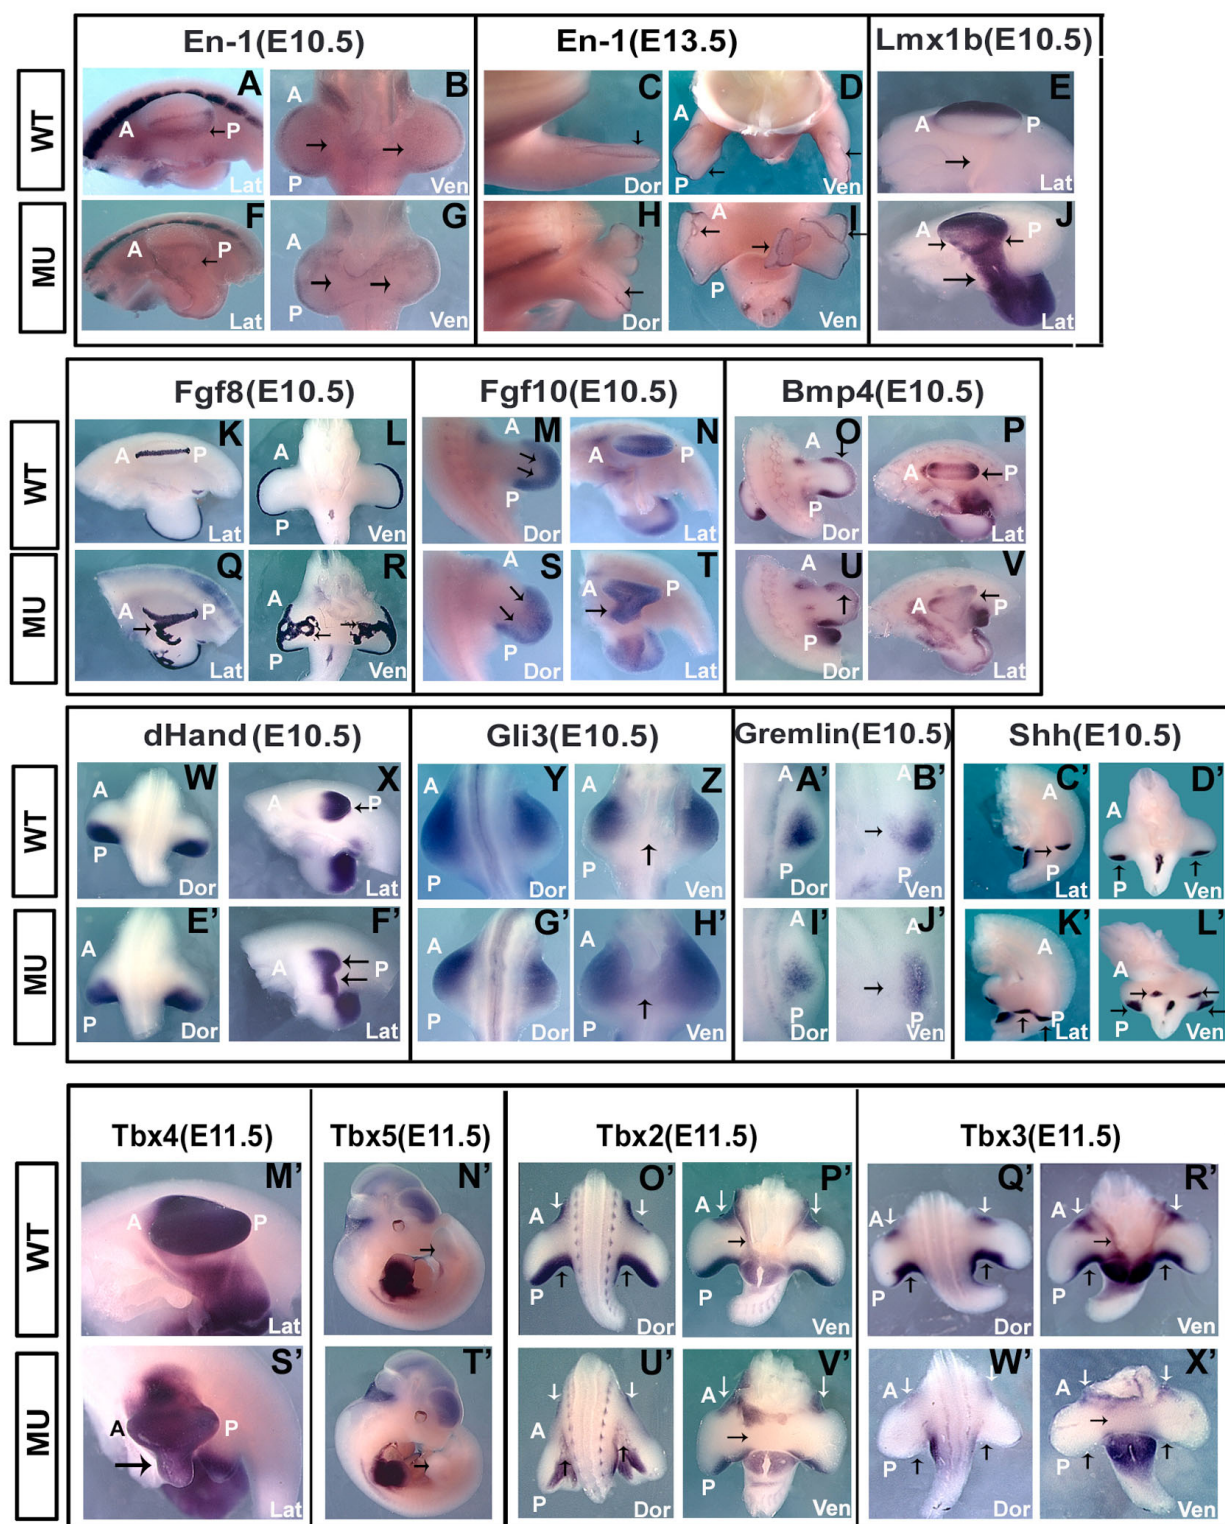 En-1(E10.5) En-1(E13.5) Lmx1b(E10.5)
WT
A A P Lat
B A P Ven
C Dor
D A P Ven
E A P Lat
MU
F A P Lat
G A P Ven
H Dor
I A P Ven
J A P Lat
Fgf8(E10.5) Fgf10(E10.5) Bmp4(E10.5)
WT
K A P Lat
L A P Ven
M A P Dor
N A P Lat
O A P Dor
P A P Lat
MU
Q A P Lat
R A P Ven
S A P Dor
T A P Lat
U A P Dor
V A P Lat
dHand(E10.5) Gli3(E10.5) Gremlin(E10.5) Shh(E10.5)
WT
W A P Dor
X A P Lat
Y A P Dor
Z A P Ven
A' A P Dor
B' A P Ven
C' A P Lat
D' A P Ven
MU
E' A P Dor
F' A P Lat
G' A P Dor
H' A P Ven
I' A P Dor
J' A P Ven
K' A P Lat
L' A P Ven
Tbx4(E11.5) Tbx5(E11.5) Tbx2(E11.5) Tbx3(E11.5)
WT
M' A P Lat
N'
O' A P Dor
P' A P Ven
Q' A P Dor
R' A P Ven
MU
S' A P Lat
T'
U' A P Dor
V' A P Ven
W' A P Dor
X' A P Ven